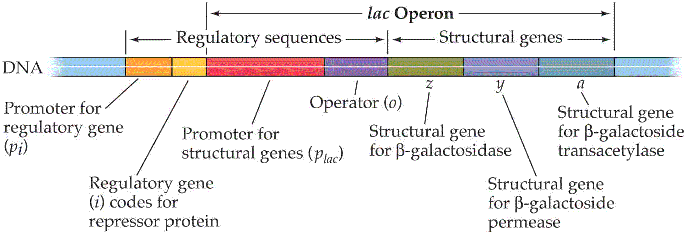 lac Operon
Regulatory sequences
Structural genes
DNA
Operator (o)
z
y
a
Promoter for
regulatory gene
(pi)
Promoter for
structural genes (plac)
Structural gene
for β-galactosidase
Structural gene
for β-galactoside
transacetylase
Regulatory gene
(i) codes for
repressor protein
Structural gene
for β-galactoside
permease